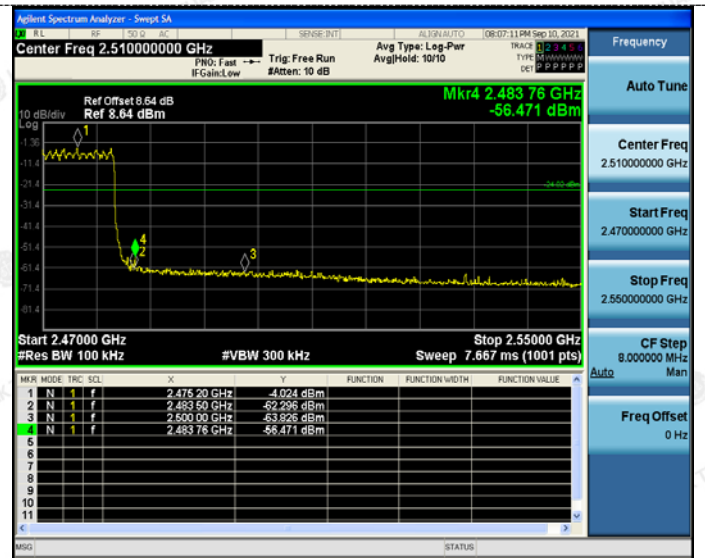 Agilent Spectrum Analyzer - Swept SA
RL RF 50 Ω AC SENSE:INT ALIGN AUTO 08:07:11 PM Sep 10, 2021
Center Freq 2.510000000 GHz
PNO: Fast Trig: Free Run Avg Type: Log-Pwr TRACE 1 2 3 4 5 6
IFGain:Low #Atten: 10 dB Avg|Hold: 10/10 TYPE M
DET P P P P P P
Mkr4 2.483 76 GHz
-56.471 dBm
Ref Offset 8.64 dB
10 dB/div Ref 8.64 dBm
Log
-1.36
-11.4
-21.4
-24.02 dBm
-31.4
-41.4
-51.4
-61.4
-71.4
-81.4
1
4
2
3
Start 2.47000 GHz Stop 2.55000 GHz
#Res BW 100 kHz #VBW 300 kHz Sweep 7.667 ms (1001 pts)
MKR MODE TRC SCL X Y FUNCTION FUNCTION WIDTH FUNCTION VALUE
1 N 1 f 2.475 20 GHz -4.024 dBm
2 N 1 f 2.483 50 GHz -62.296 dBm
3 N 1 f 2.500 00 GHz -63.826 dBm
4 N 1 f 2.483 76 GHz -56.471 dBm
5
6
7
8
9
10
11
MSG STATUS
Frequency
Auto Tune
Center Freq
2.510000000 GHz
Start Freq
2.470000000 GHz
Stop Freq
2.550000000 GHz
CF Step
8.000000 MHz
Auto Man
Freq Offset
0 Hz